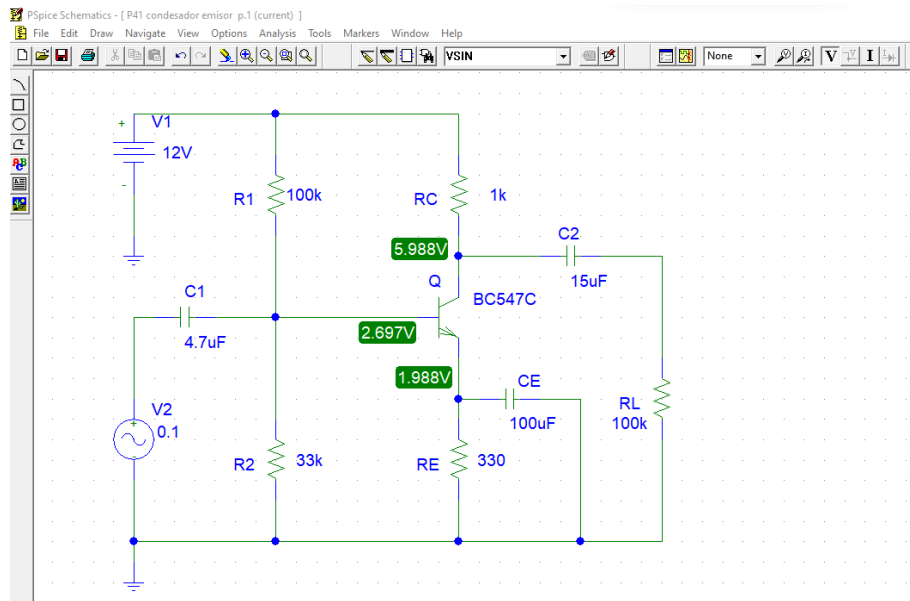 PSpice Schematics - [ P41 condesador emisor p.1 (current) ]
File Edit Draw Navigate View Options Analysis Tools Markers Window Help
VSIN
None
V
I
V1
+
12V
-
R1
100k
RC
1k
5.988V
C2
15uF
Q
BC547C
C1
4.7uF
2.697V
1.988V
CE
100uF
V2
+
0.1
-
R2
33k
RE
330
RL
100k